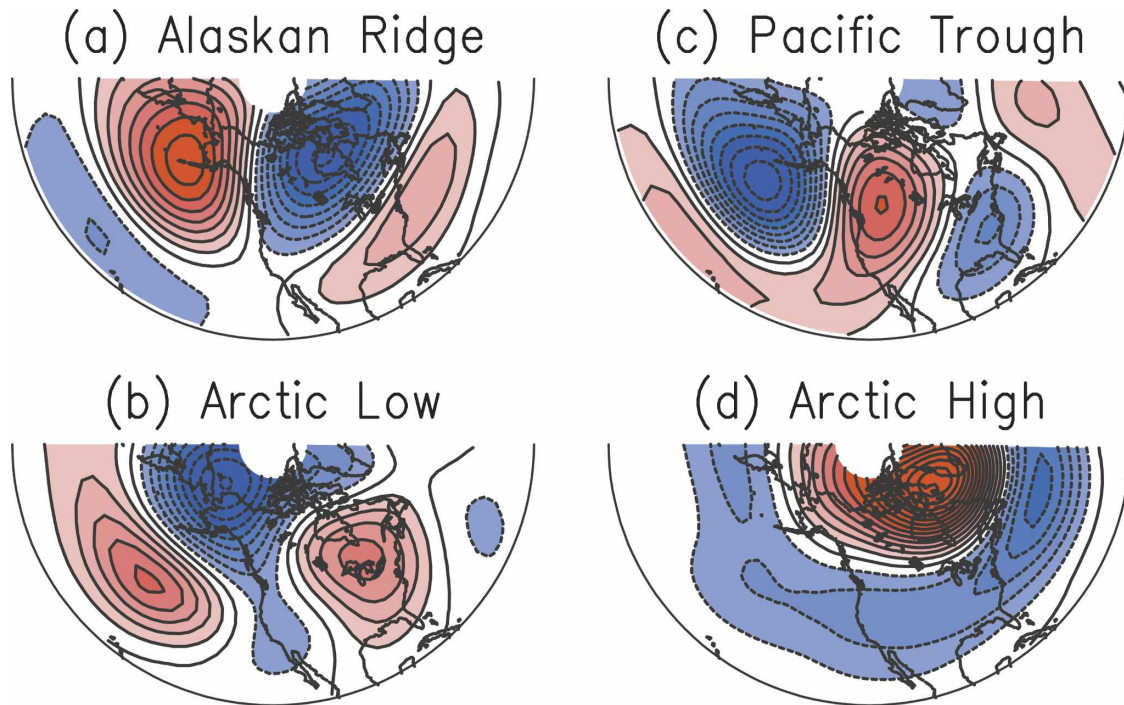 (a) Alaskan Ridge
(c) Pacific Trough
(b) Arctic Low
(d) Arctic High